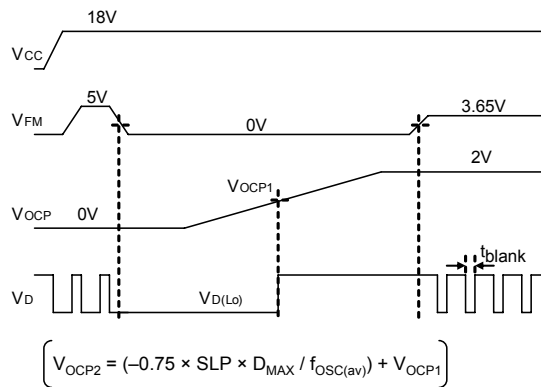 18V
VCC
5V
3.65V
VFM
0V
2V
VOCP1
VOCP
0V
tblank
VD
VD(Lo)
VOCP2 = (–0.75 × SLP × DMAX / fOSC(av)) + VOCP1